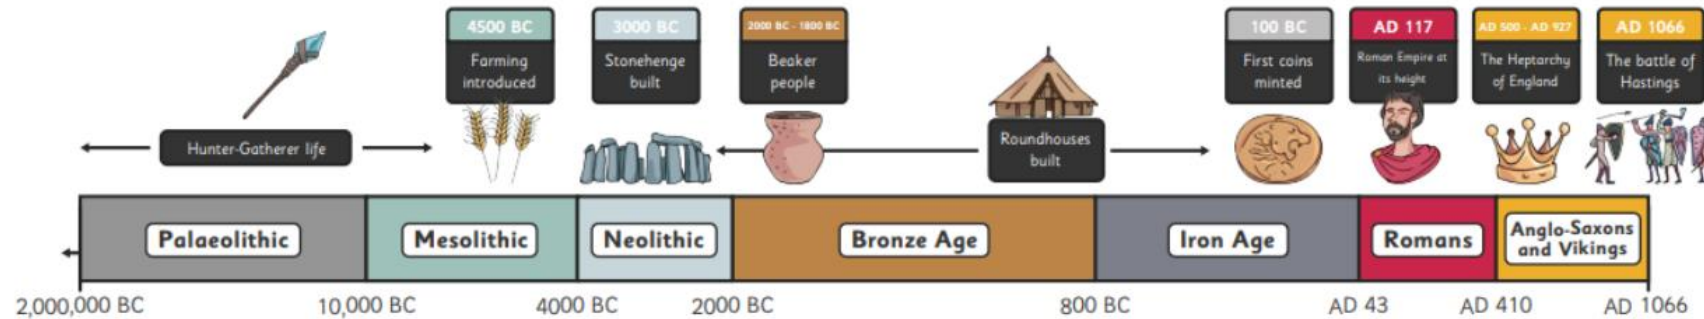 4500 BC
Farming
introduced
3000 BC
Stonehenge
built
2000 BC - 1800 BC
Beaker
people
100 BC
First coins
minted
AD 117
Roman Empire at
its height
AD 500 - AD 927
The Heptarchy
of England
AD 1066
The battle of
Hastings
Hunter-Gatherer life
Roundhouses
built
Palaeolithic
Mesolithic
Neolithic
Bronze Age
Iron Age
Romans
Anglo-Saxons
and Vikings
2,000,000 BC
10,000 BC
4000 BC
2000 BC
800 BC
AD 43
AD 410
AD 1066